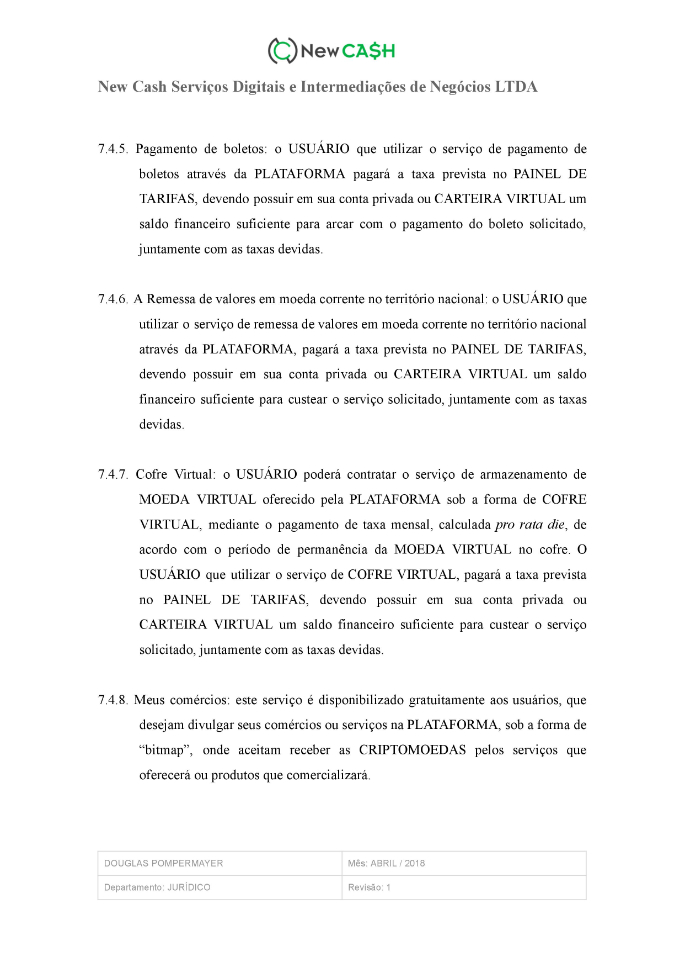 New CA$H
New Cash Serviços Digitais e Intermediações de Negócios LTDA
7.4.5. Pagamento de boletos: o USUÁRIO que utilizar o serviço de pagamento de
boletos através da PLATAFORMA pagará a taxa prevista no PAINEL DE
TARIFAS, devendo possuir em sua conta privada ou CARTEIRA VIRTUAL um
saldo financeiro suficiente para arcar com o pagamento do boleto solicitado,
juntamente com as taxas devidas.
7.4.6. A Remessa de valores em moeda corrente no território nacional: o USUÁRIO que
utilizar o serviço de remessa de valores em moeda corrente no território nacional
através da PLATAFORMA, pagará a taxa prevista no PAINEL DE TARIFAS,
devendo possuir em sua conta privada ou CARTEIRA VIRTUAL um saldo
financeiro suficiente para custear o serviço solicitado, juntamente com as taxas
devidas.
7.4.7. Cofre Virtual: o USUÁRIO poderá contratar o serviço de armazenamento de
MOEDA VIRTUAL oferecido pela PLATAFORMA sob a forma de COFRE
VIRTUAL, mediante o pagamento de taxa mensal, calculada pro rata die, de
acordo com o período de permanência da MOEDA VIRTUAL no cofre. O
USUÁRIO que utilizar o serviço de COFRE VIRTUAL, pagará a taxa prevista
no PAINEL DE TARIFAS, devendo possuir em sua conta privada ou
CARTEIRA VIRTUAL um saldo financeiro suficiente para custear o serviço
solicitado, juntamente com as taxas devidas.
7.4.8. Meus comércios: este serviço é disponibilizado gratuitamente aos usuários, que
desejam divulgar seus comércios ou serviços na PLATAFORMA, sob a forma de
“bitmap”, onde aceitam receber as CRIPTOMOEDAS pelos serviços que
oferecerá ou produtos que comercializará.
DOUGLAS POMPERMAYER
Mês: ABRIL / 2018
Departamento: JURÍDICO
Revisão: 1